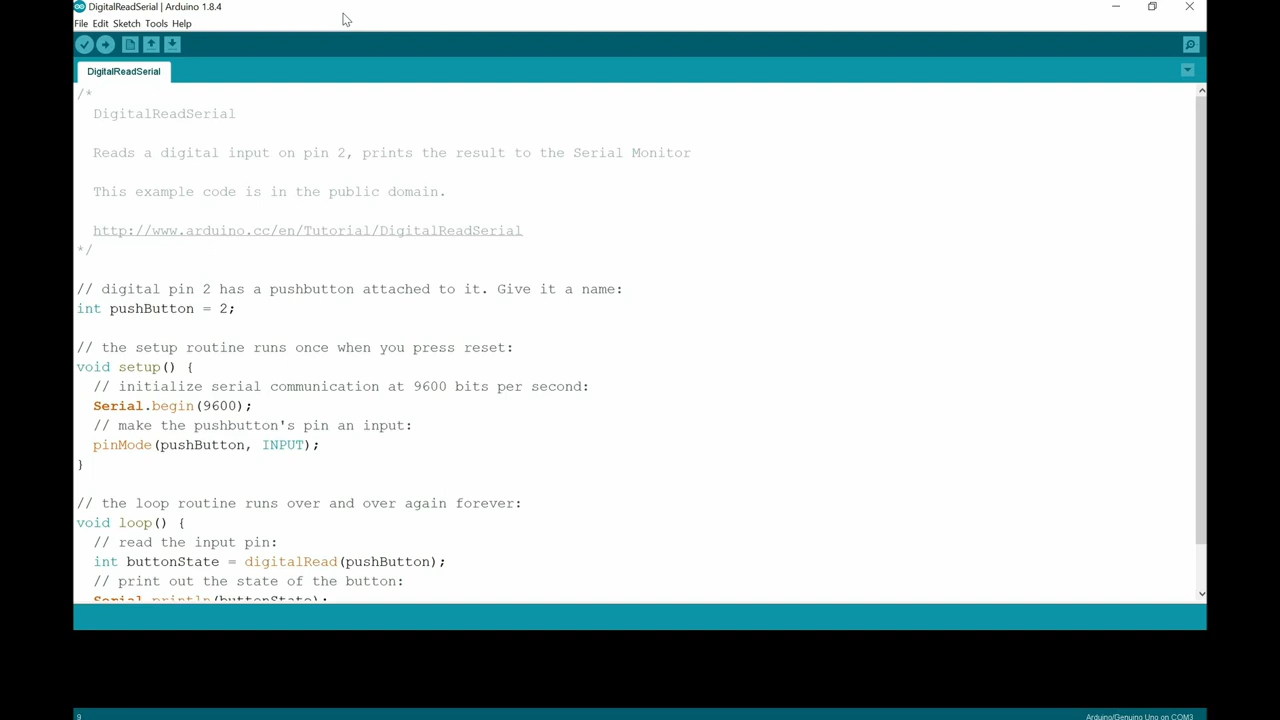 DigitalReadSerial | Arduino 1.8.4
File Edit Sketch Tools Help
DigitalReadSerial
/*
DigitalReadSerial
Reads a digital input on pin 2, prints the result to the Serial Monitor
This example code is in the public domain.
http://www.arduino.cc/en/Tutorial/DigitalReadSerial
*/
// digital pin 2 has a pushbutton attached to it. Give it a name:
int pushButton = 2;
// the setup routine runs once when you press reset:
void setup() {
// initialize serial communication at 9600 bits per second:
Serial.begin(9600);
// make the pushbutton's pin an input:
pinMode(pushButton, INPUT);
}
// the loop routine runs over and over again forever:
void loop() {
// read the input pin:
int buttonState = digitalRead(pushButton);
// print out the state of the button:
Serial.println(buttonState);
9
Arduino/Genuino Uno on COM3